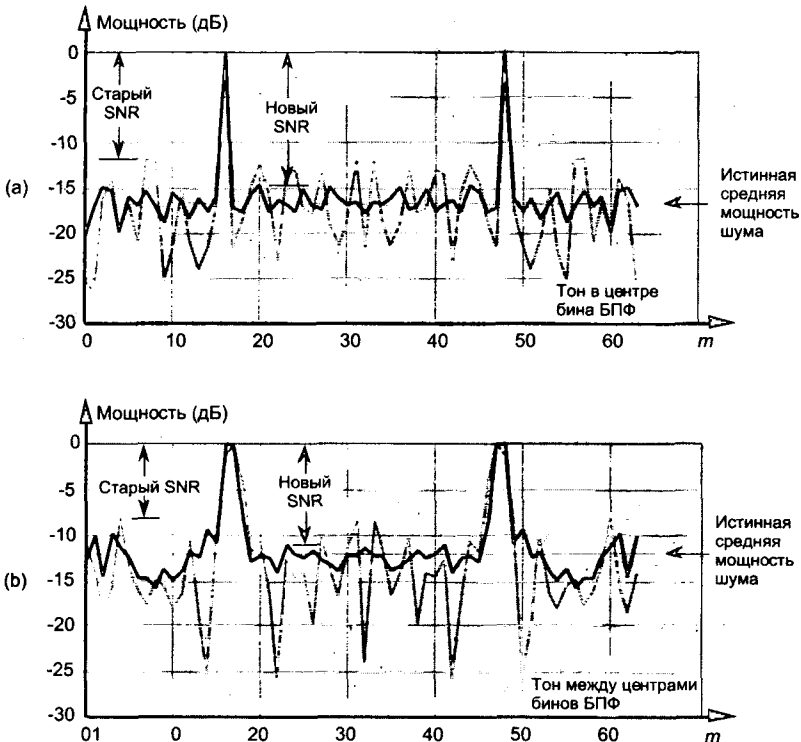 Мощность (дБ)
0
-5
-10
-15
-20
-25
-30
Старый
SNR
Новый
SNR
(a)
Истинная
средняя
мощность
шума
Тон в центре
бина БПФ
0 10 20 30 40 50 60 m
Мощность (дБ)
0
-5
-10
-15
-20
-25
-30
Старый SNR
Новый
SNR
(b)
Истинная
средняя
мощность
шума
Тон между центрами
бинов БПФ
01 0 20 30 40 50 60 m